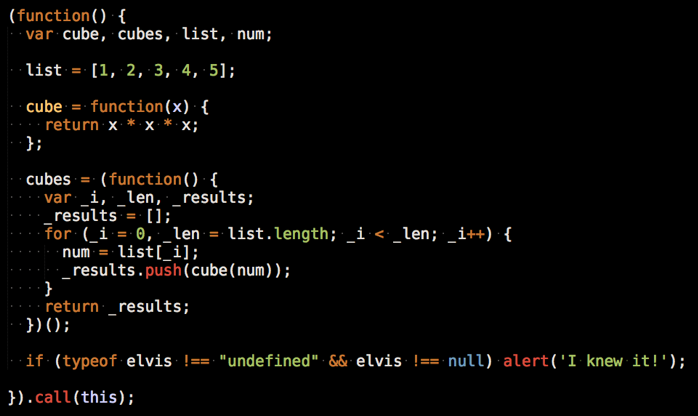 (function() {
  var cube, cubes, list, num;

  list = [1, 2, 3, 4, 5];

  cube = function(x) {
    return x * x * x;
  };

  cubes = (function() {
    var _i, _len, _results;
    _results = [];
    for (_i = 0, _len = list.length; _i < _len; _i++) {
      num = list[_i];
      _results.push(cube(num));
    }
    return _results;
  })();

  if (typeof elvis !== "undefined" && elvis !== null) alert('I knew it!');

}).call(this);